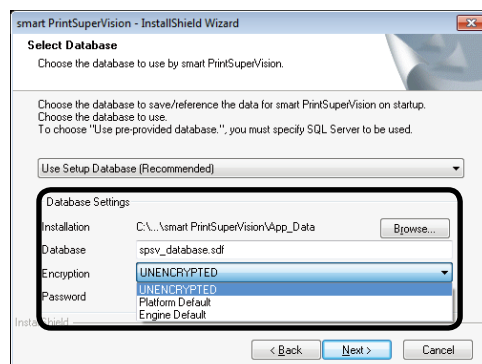 smart PrintSuperVision - InstallShield Wizard
Select Database
Choose the database to use by smart PrintSuperVision.
Choose the database to save/reference the data for smart PrintSuperVision on startup.
Choose the database to use.
To choose "Use pre-provided database.", you must specify SQL Server to be used.
Use Setup Database (Recommended)
Database Settings
Installation C:\...\smart PrintSuperVision\App_Data Browse...
Database spsv_database.sdf
Encryption UNENCRYPTED
UNENCRYPTED
Platform Default
Password
Engine Default
InstallShield
< Back Next > Cancel